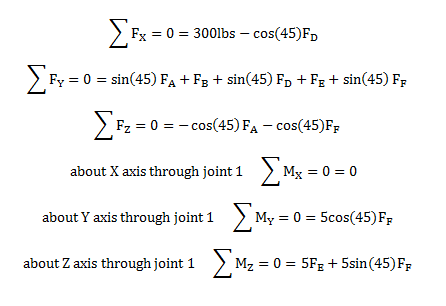 ∑ Fₓ = 0 = 300lbs − cos(45)F_D
∑ F_Y = 0 = sin(45) F_A + F_B + sin(45) F_D + F_E + sin(45) F_F
∑ F_Z = 0 = −cos(45) F_A − cos(45)F_F
about X axis through joint 1 ∑ Mₓ = 0 = 0
about Y axis through joint 1 ∑ M_Y = 0 = 5cos(45)F_F
about Z axis through joint 1 ∑ M_Z = 0 = 5F_E + 5sin(45)F_F